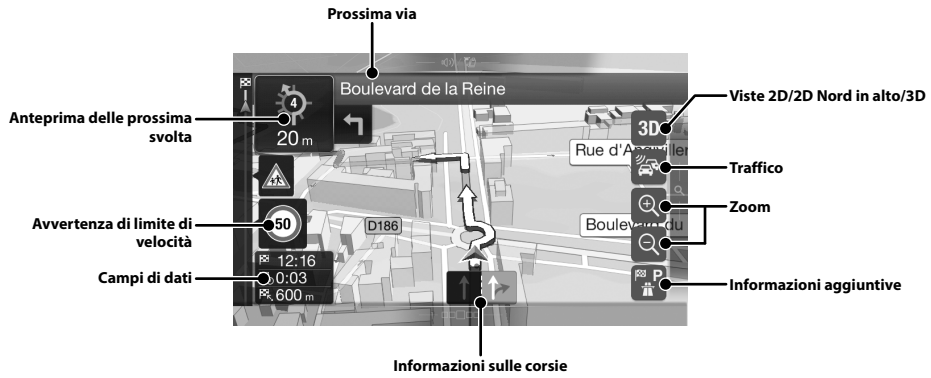 Prossima via
Boulevard de la Reine
4
20 m
Anteprima delle prossima
svolta
3D
Viste 2D/2D Nord in alto/3D
Rue d'Angiviller
Traffico
Zoom
Avvertenza di limite di
velocità
50
D186
Boulevard du
12:16
Campi di dati
0:03
600 m
P
Informazioni aggiuntive
Informazioni sulle corsie